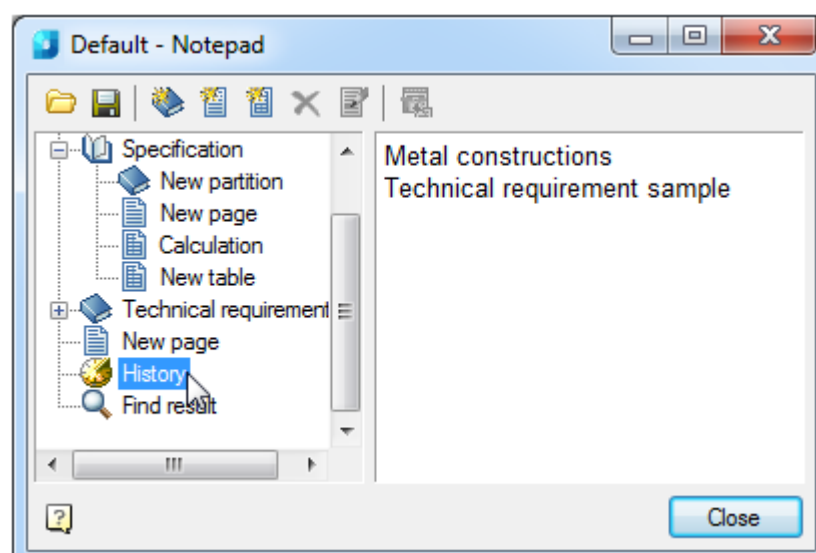 Default - Notepad
Specification
New partition
New page
Calculation
New table
Technical requirement
New page
History
Find result
Metal constructions
Technical requirement sample
Close